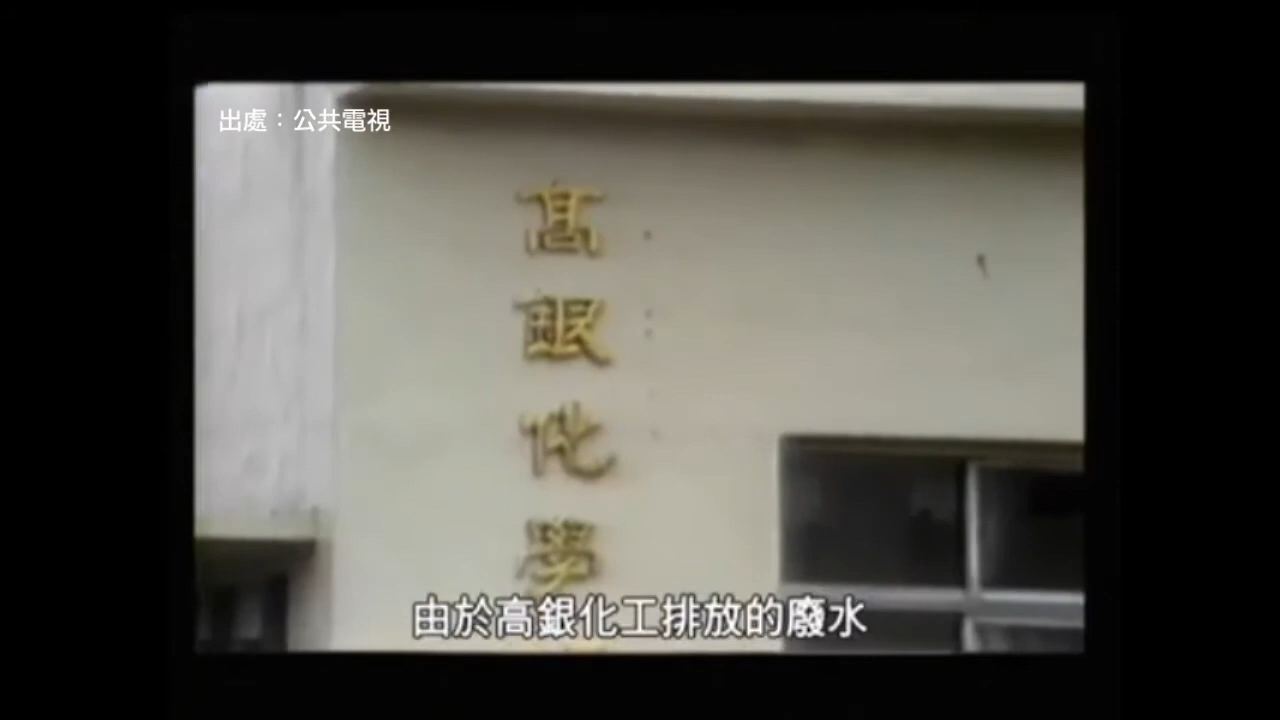 出處：公共電視
高銀化學
由於高銀化工排放的廢水